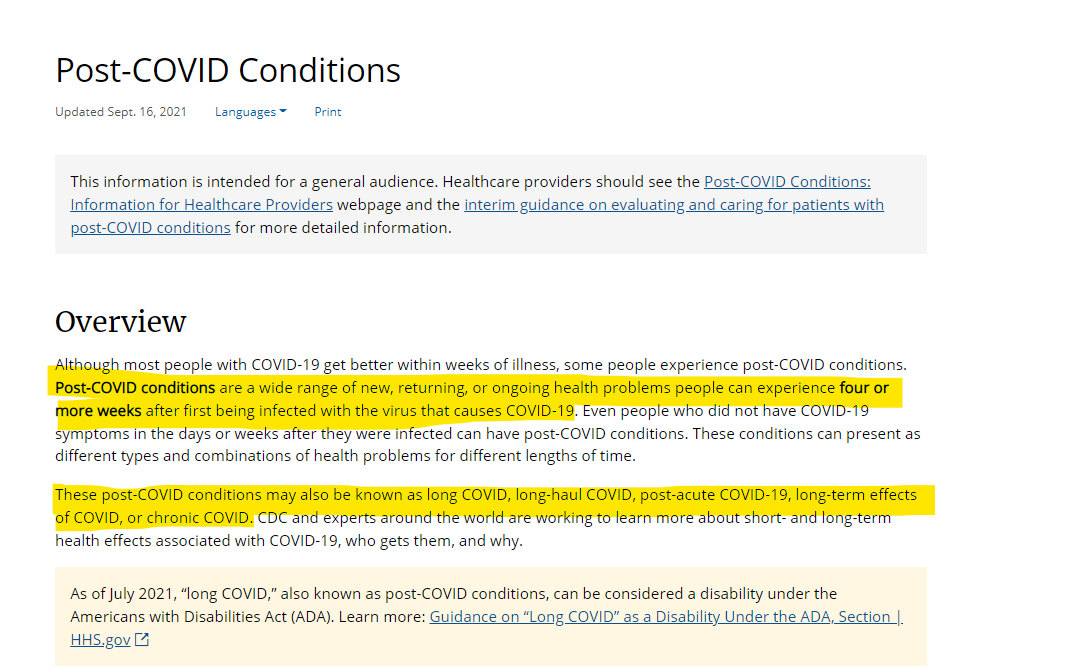 Post-COVID Conditions
Updated Sept. 16, 2021 Languages Print
This information is intended for a general audience. Healthcare providers should see the Post-COVID Conditions:
Information for Healthcare Providers webpage and the interim guidance on evaluating and caring for patients with
post-COVID conditions for more detailed information.
Overview
Although most people with COVID-19 get better within weeks of illness, some people experience post-COVID conditions.
Post-COVID conditions are a wide range of new, returning, or ongoing health problems people can experience four or
more weeks after first being infected with the virus that causes COVID-19. Even people who did not have COVID-19
symptoms in the days or weeks after they were infected can have post-COVID conditions. These conditions can present as
different types and combinations of health problems for different lengths of time.
These post-COVID conditions may also be known as long COVID, long-haul COVID, post-acute COVID-19, long-term effects
of COVID, or chronic COVID. CDC and experts around the world are working to learn more about short- and long-term
health effects associated with COVID-19, who gets them, and why.
As of July 2021, “long COVID,” also known as post-COVID conditions, can be considered a disability under the
Americans with Disabilities Act (ADA). Learn more: Guidance on “Long COVID” as a Disability Under the ADA, Section |
HHS.gov